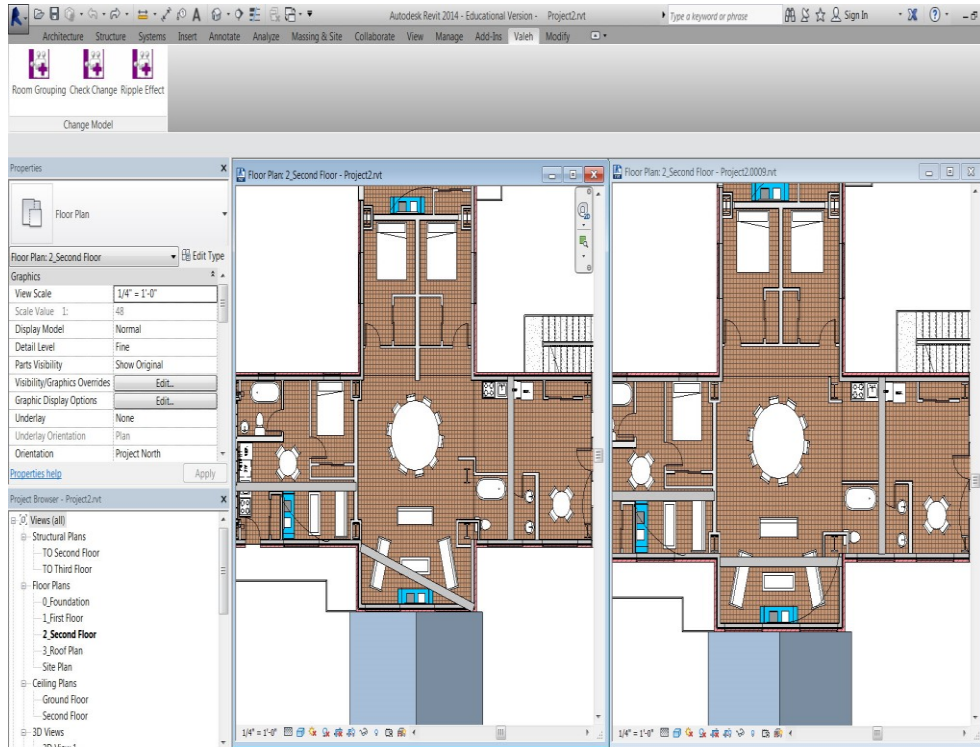 Autodesk Revit 2014 - Educational Version - Project2.rvt
Type a keyword or phrase
Sign In
Architecture Structure Systems Insert Annotate Analyze Massing & Site Collaborate View Manage Add-Ins Valeh Modify
Room Grouping Check Change Ripple Effect
Change Model
Properties X
Floor Plan
Floor Plan: 2_Second Floor Edit Type
Graphics
View Scale 1/4" = 1'-0"
Scale Value 1: 48
Display Model Normal
Detail Level Fine
Parts Visibility Show Original
Visibility/Graphics Overrides Edit...
Graphic Display Options Edit...
Underlay None
Underlay Orientation Plan
Orientation Project North
Properties help Apply
Project Browser - Project2.rvt X
Views (all)
Structural Plans
TO Second Floor
TO Third Floor
Floor Plans
0_Foundation
1_First Floor
2_Second Floor
3_Roof Plan
Site Plan
Ceiling Plans
Ground Floor
Second Floor
3D Views
3D View 1
Floor Plan: 2_Second Floor - Project2.rvt
1/4" = 1'-0"
Floor Plan: 2_Second Floor - Project2.0009.rvt
1/4" = 1'-0"